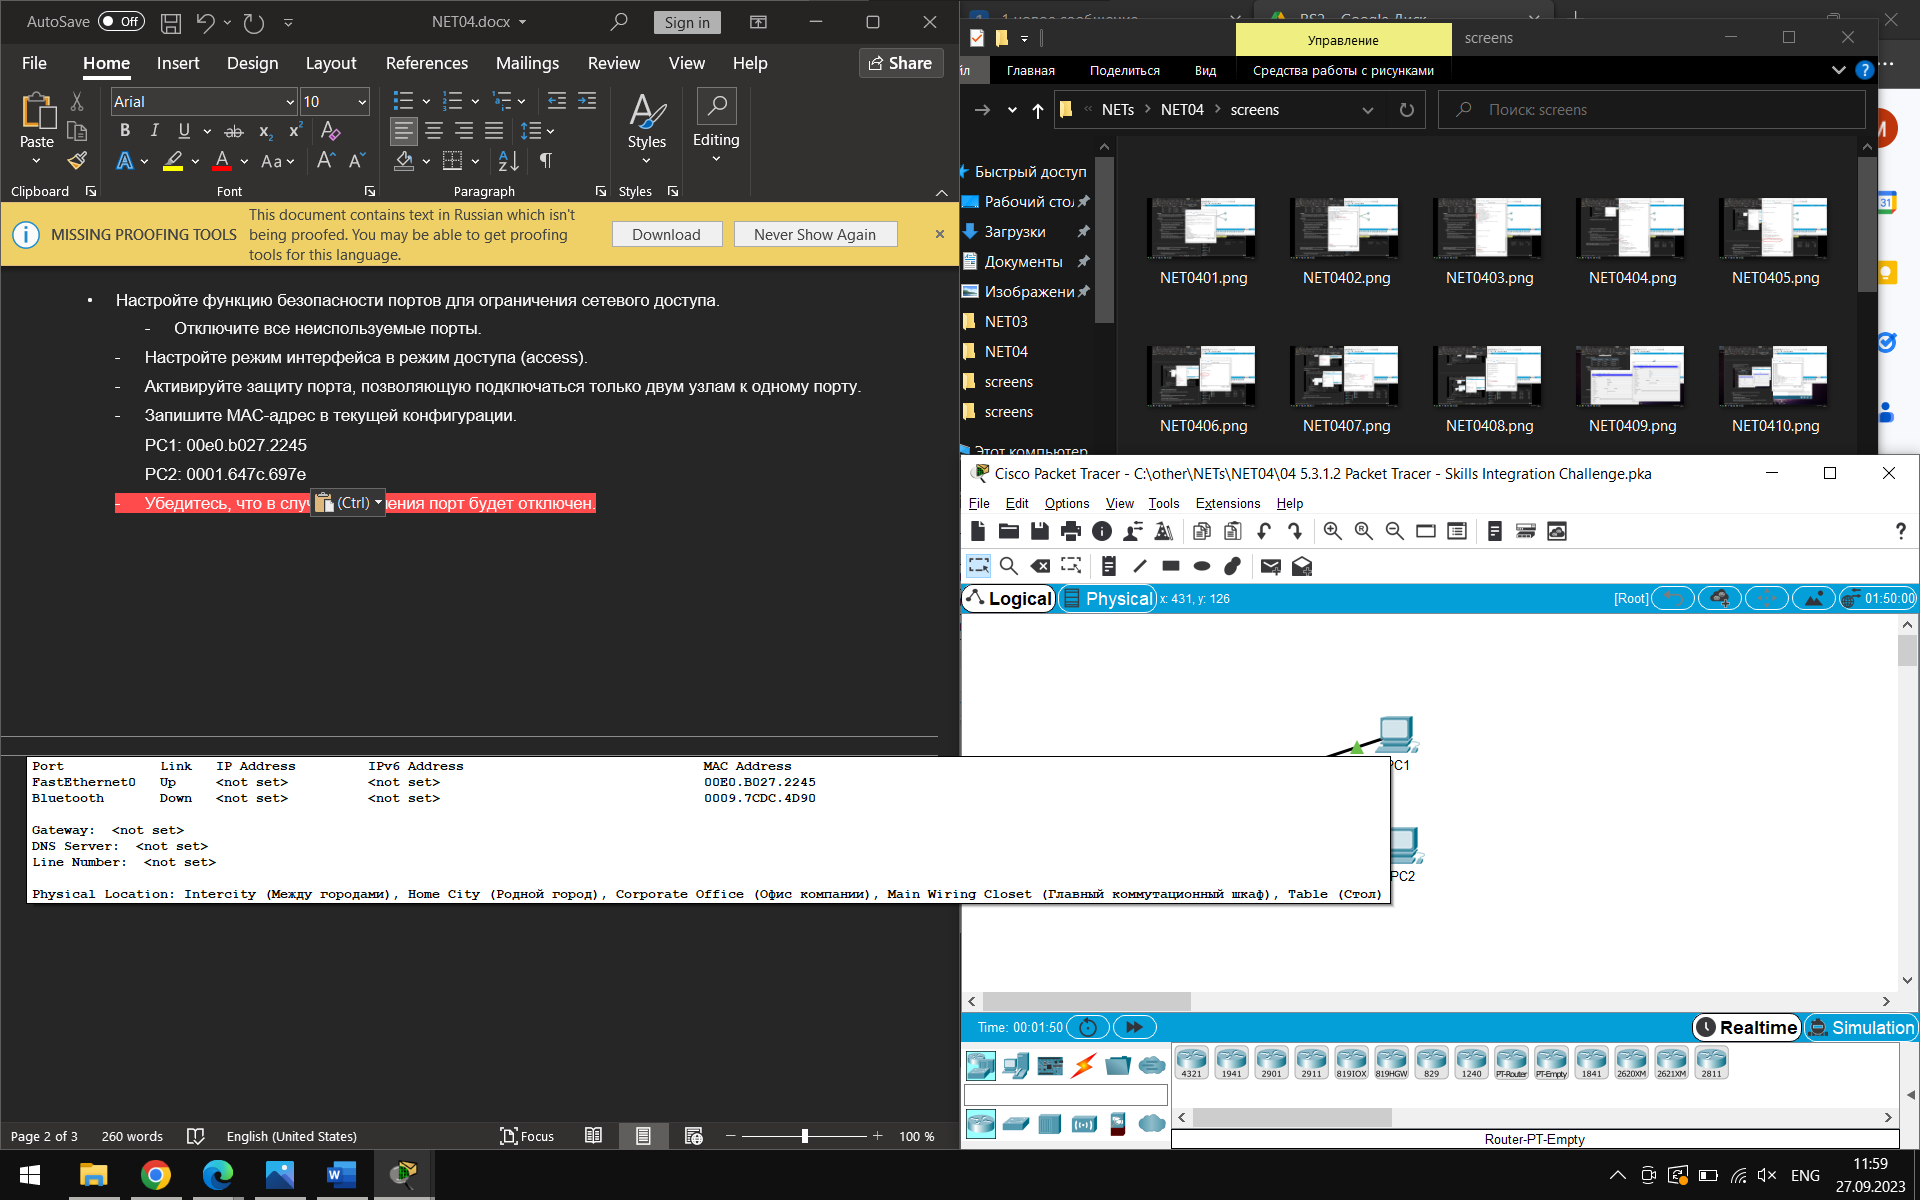 AutoSave
Off
NET04.docx
Sign in
File
Home
Insert
Design
Layout
References
Mailings
Review
View
Help
Share
Paste
Arial
10
Styles
Editing
Clipboard
Font
Paragraph
Styles
MISSING PROOFING TOOLS
This document contains text in Russian which isn't
being proofed. You may be able to get proofing
tools for this language.
Download
Never Show Again
• Настройте функцию безопасности портов для ограничения сетевого доступа.
- Отключите все неиспользуемые порты.
- Настройте режим интерфейса в режим доступа (access).
- Активируйте защиту порта, позволяющую подключаться только двум узлам к одному порту.
- Запишите MAC-адрес в текущей конфигурации.
PC1: 00e0.b027.2245
PC2: 0001.647c.697e
- Убедитесь, что в случ
(Ctrl)
ения порт будет отключен.
Port Link IP Address IPv6 Address MAC Address
FastEthernet0 Up <not set> <not set> 00E0.B027.2245
Bluetooth Down <not set> <not set> 0009.7CDC.4D90
Gateway: <not set>
DNS Server: <not set>
Line Number: <not set>
Physical Location: Intercity (Между городами), Home City (Родной город), Corporate Office (Офис компании), Main Wiring Closet (Главный коммутационный шкаф), Table (Стол)
Page 2 of 3
260 words
English (United States)
Focus
100 %
Управление
screens
йл
Главная
Поделиться
Вид
Средства работы с рисунками
NETs
NET04
screens
Поиск: screens
Быстрый доступ
Рабочий сто
Загрузки
Документы
Изображени
NET03
NET04
screens
screens
Этот компьютер
NET0401.png
NET0402.png
NET0403.png
NET0404.png
NET0405.png
NET0406.png
NET0407.png
NET0408.png
NET0409.png
NET0410.png
31
Cisco Packet Tracer - C:\other\NETs\NET04\04 5.3.1.2 Packet Tracer - Skills Integration Challenge.pka
File
Edit
Options
View
Tools
Extensions
Help
Logical
Physical
x: 431, y: 126
[Root]
01:50:00
PC1
PC2
Time: 00:01:50
Realtime
Simulation
4321
1941
2901
2911
819IOX
819HGW
829
1240
PT-Router
PT-Empty
1841
2620XM
2621XM
2811
Router-PT-Empty
ENG
11:59
27.09.2023